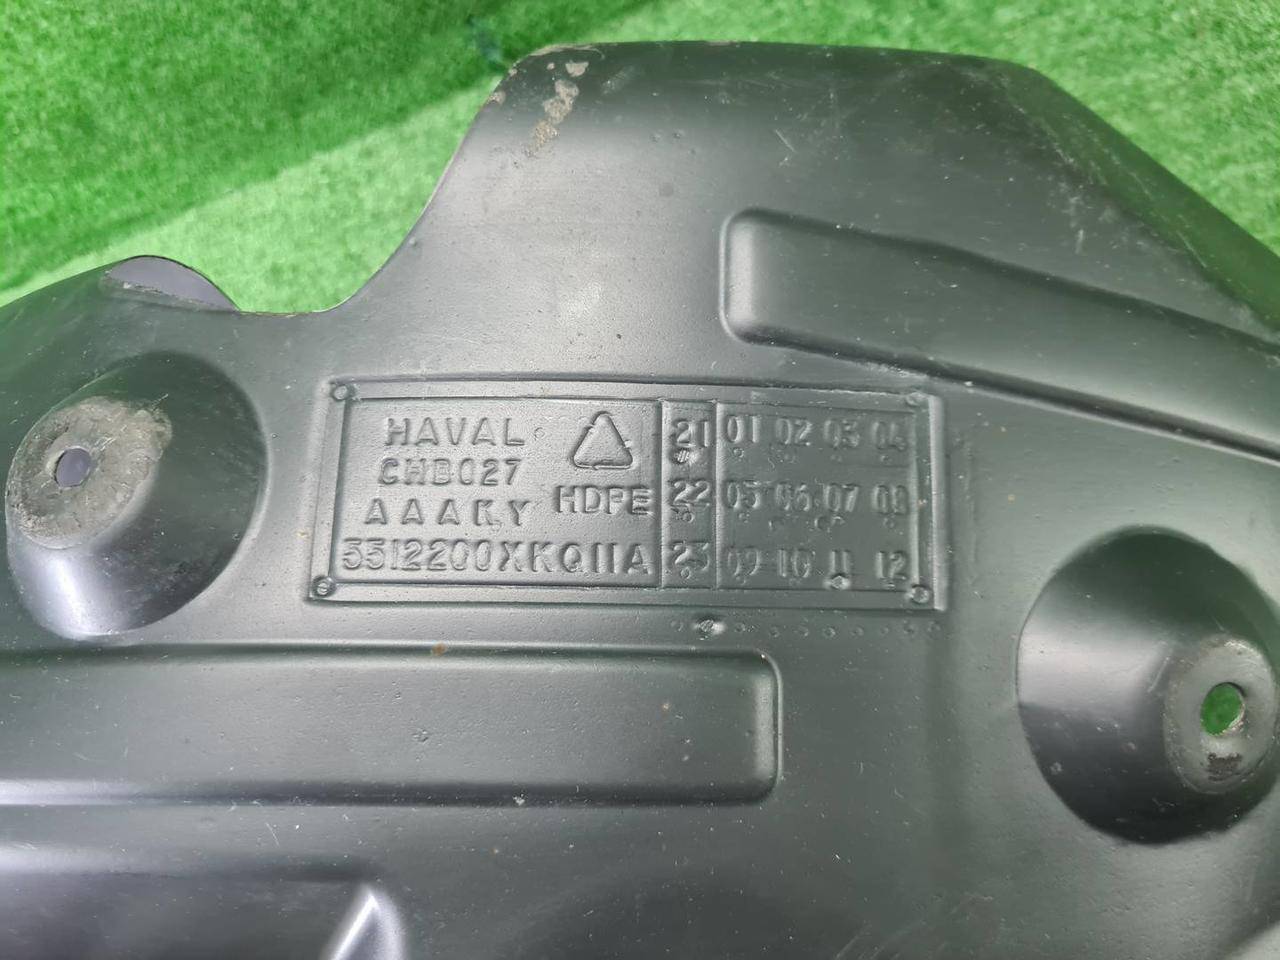 HAVAL
CHB027
AAAKY
5512200XKQ11A
HDPE
21
22
23
01 02 03 04
05 06 07 08
09 10 11 12